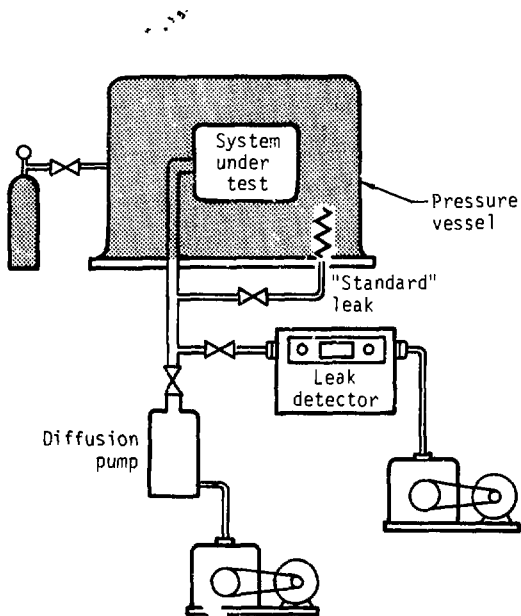 System
under
test
Pressure
vessel
"Standard"
leak
Leak
detector
Diffusion
pump